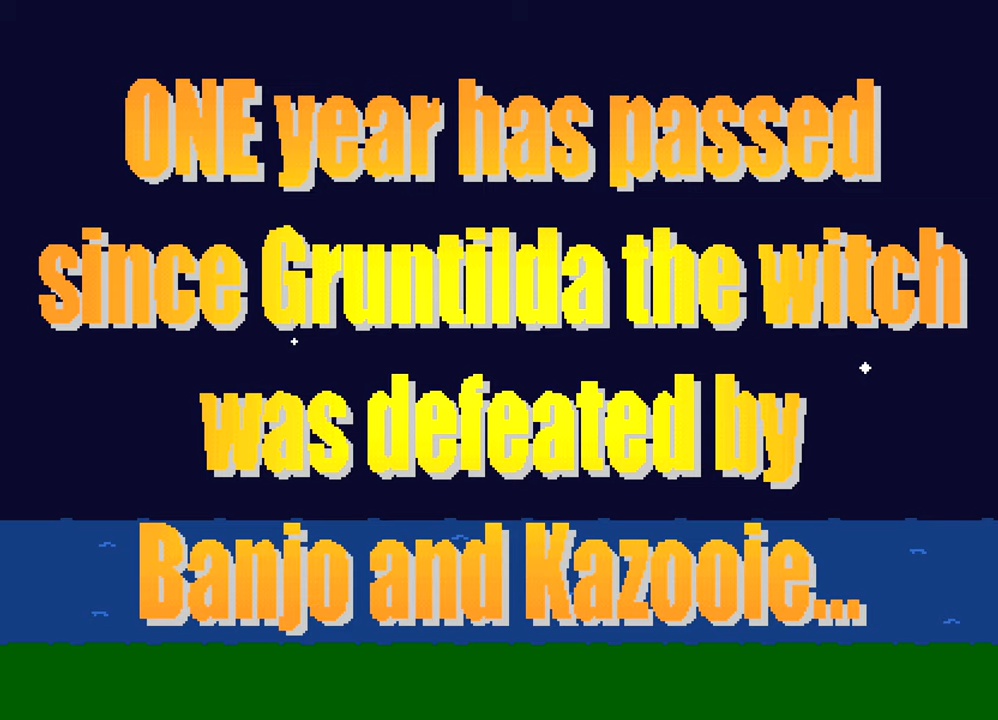 ONE year has passed
since Gruntilda the witch
was defeated by
Banjo and Kazooie...